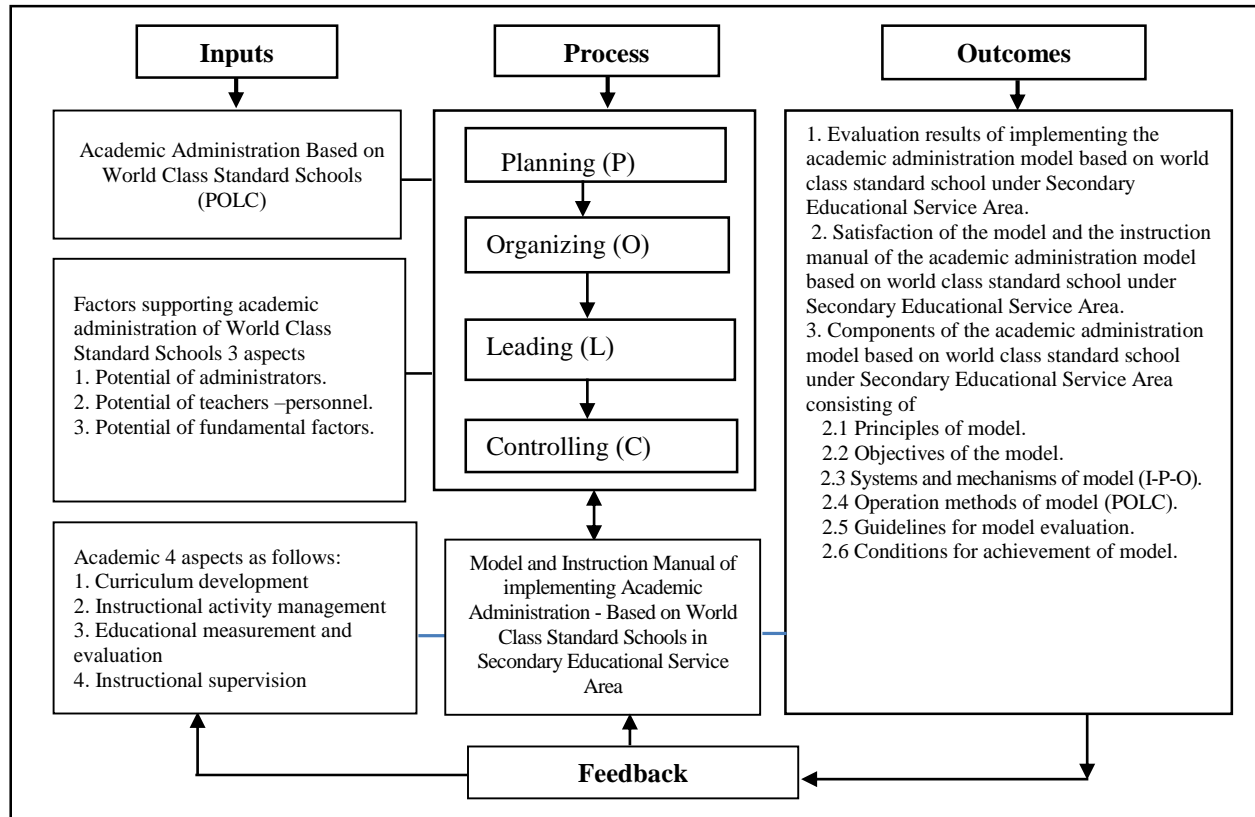 Inputs
Process
Outcomes
Academic Administration Based on
World Class Standard Schools
(POLC)
Factors supporting academic
administration of World Class
Standard Schools 3 aspects
1. Potential of administrators.
2. Potential of teachers –personnel.
3. Potential of fundamental factors.
Academic 4 aspects as follows:
1. Curriculum development
2. Instructional activity management
3. Educational measurement and
evaluation
4. Instructional supervision
Planning (P)
Organizing (O)
Leading (L)
Controlling (C)
Model and Instruction Manual of
implementing Academic
Administration - Based on World
Class Standard Schools in
Secondary Educational Service
Area
1. Evaluation results of implementing the
academic administration model based on world
class standard school under Secondary
Educational Service Area.
2. Satisfaction of the model and the instruction
manual of the academic administration model
based on world class standard school under
Secondary Educational Service Area.
3. Components of the academic administration
model based on world class standard school
under Secondary Educational Service Area
consisting of
2.1 Principles of model.
2.2 Objectives of the model.
2.3 Systems and mechanisms of model (I-P-O).
2.4 Operation methods of model (POLC).
2.5 Guidelines for model evaluation.
2.6 Conditions for achievement of model.
Feedback